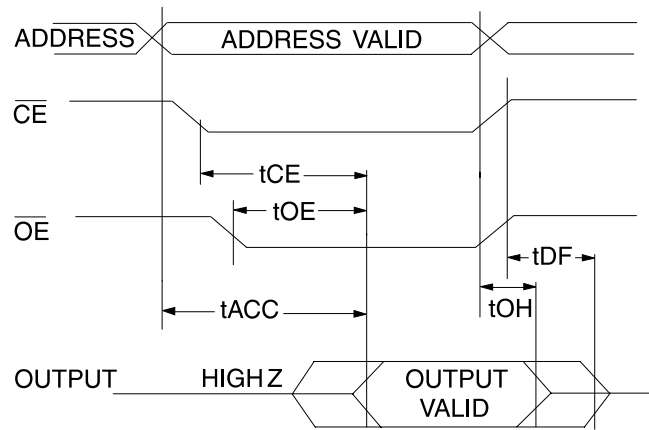 ADDRESS
ADDRESS VALID
CE
tCE
tOE
OE
tDF
tACC
tOH
OUTPUT
HIGH Z
OUTPUT
VALID